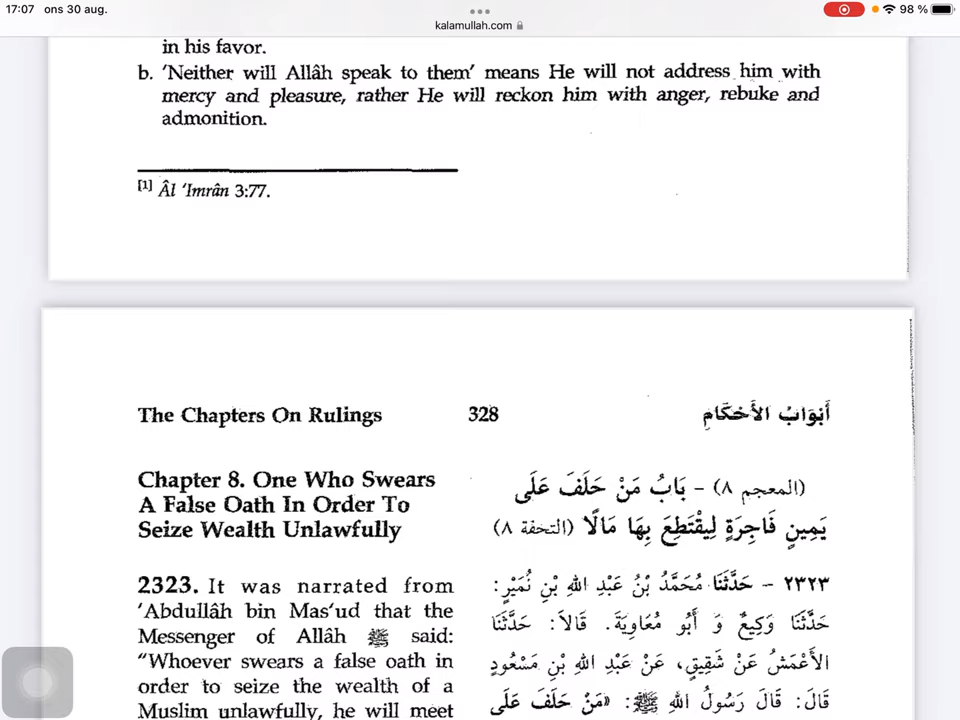 17:07 ons 30 aug.
98 %
kalamullah.com
in his favor.
b. 'Neither will Allâh speak to them' means He will not address him with
mercy and pleasure, rather He will reckon him with anger, rebuke and
admonition.
[1] Âl 'Imrân 3:77.
The Chapters On Rulings 328 أَبْوَابُ الأَحْكَامِ
Chapter 8. One Who Swears
A False Oath In Order To
Seize Wealth Unlawfully
(المعجم ٨) - بَابُ مَنْ حَلَفَ عَلَى
يَمِينٍ فَاجِرَةٍ لِيَقْتَطِعَ بِهَا مَالًا (التحفة ٨)
2323. It was narrated from
'Abdullâh bin Mas'ud that the
Messenger of Allâh ﷺ said:
"Whoever swears a false oath in
order to seize the wealth of a
Muslim unlawfully, he will meet
٢٣٢٣ - حَدَّثَنَا مُحَمَّدُ بْنُ عَبْدِ اللهِ بْنِ نُمَيْرٍ:
حَدَّثَنَا وَكِيعٌ وَ أَبُو مُعَاوِيَةَ. قَالاَ: حَدَّثَنَا
الأَعْمَشُ عَنْ شَقِيقٍ، عَنْ عَبْدِ اللهِ بْنِ مَسْعُودٍ
قَالَ: قَالَ رَسُولُ اللهِ ﷺ: «مَنْ حَلَفَ عَلَى